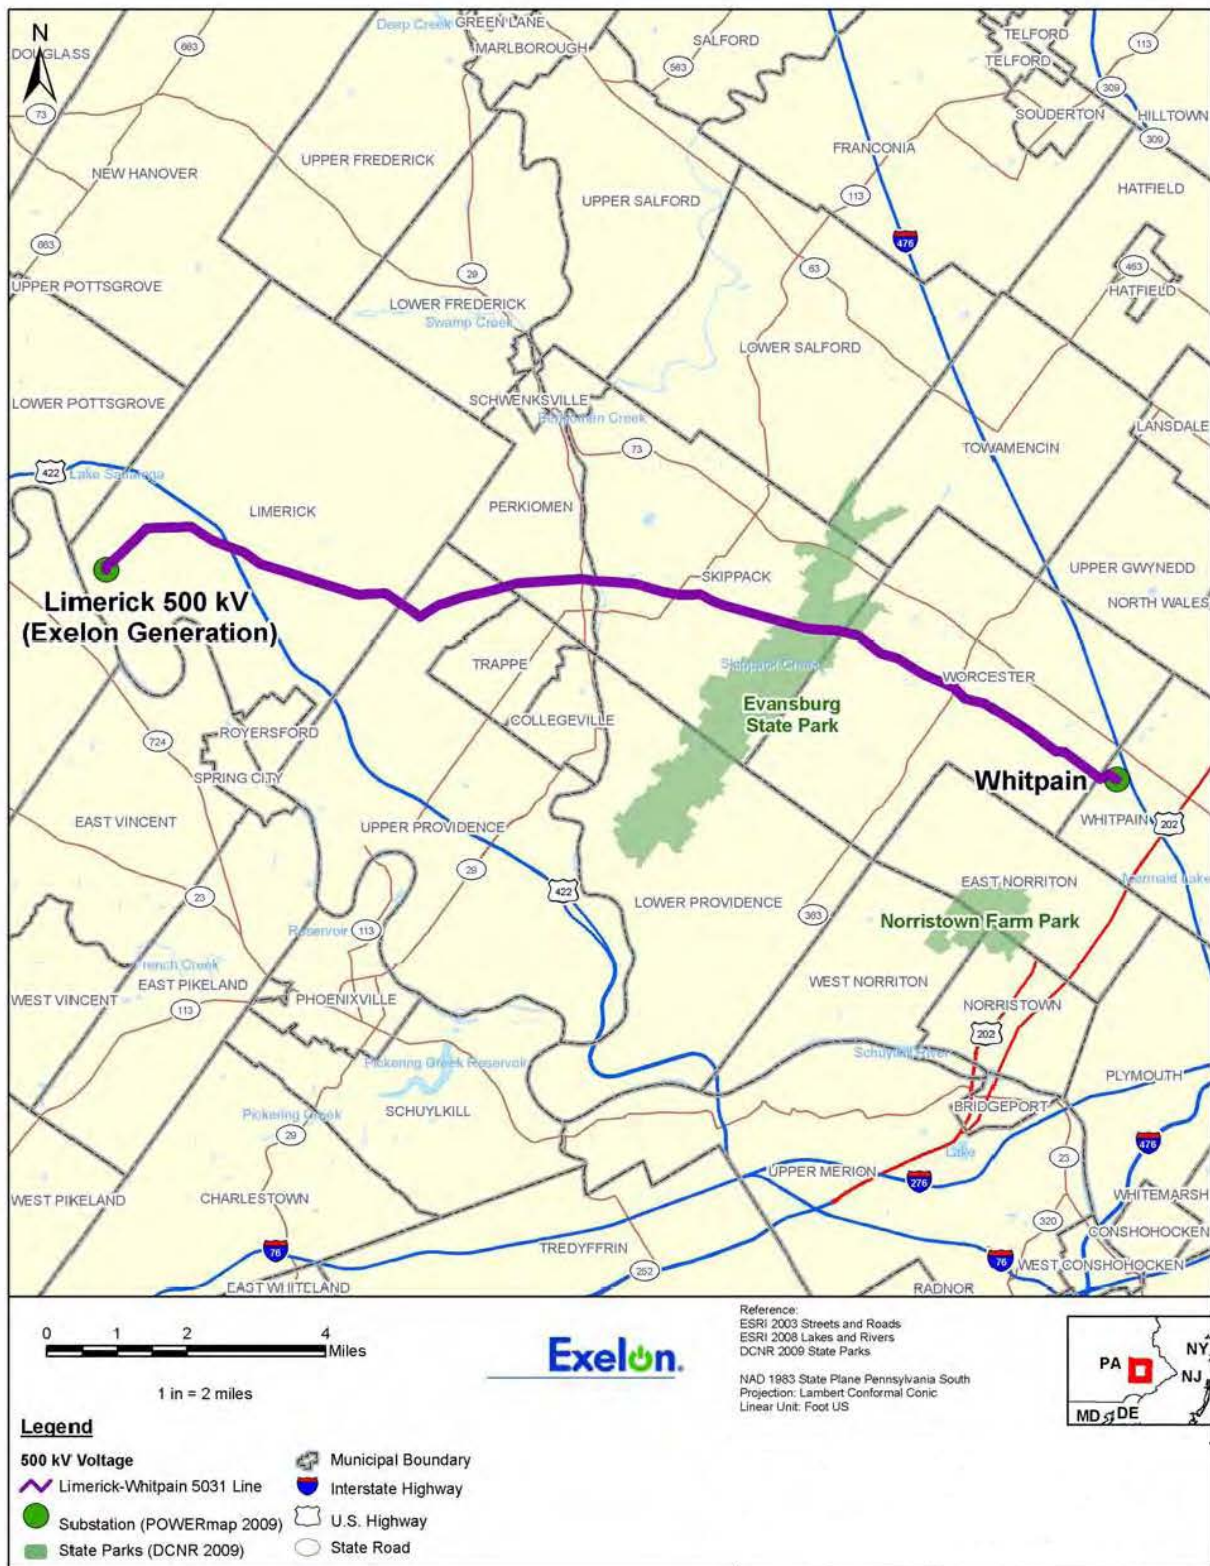 N
Deep Creek
GREEN LANE
MARLBOROUGH
SALFORD
TELFORD
TELFORD
113
DOUGLASS
663
563
309
73
SOUDERTON
HILLTOWN
309
UPPER FREDERICK
FRANCONIA
NEW HANOVER
HATFIELD
UPPER SALFORD
113
663
476
29
63
463
UPPER POTTSGROVE
HATFIELD
LOWER FREDERICK
Swamp Creek
LOWER SALFORD
LOWER POTTSGROVE
SCHWENKSVILLE
Perkiomen Creek
LANSDALE
73
TOWAMENCIN
422
LIMERICK
PERKIOMEN
UPPER GWYNEDD
SKIPPACK
Limerick 500 kV
(Exelon Generation)
NORTH WALES
TRAPPE
Skippack Creek
WORCESTER
Evansburg
State Park
COLLEGEVILLE
ROYERSFORD
724
SPRING CITY
Whitpain
EAST VINCENT
UPPER PROVIDENCE
WHITPAIN
202
29
Mermaid Lake
422
EAST NORRITON
23
LOWER PROVIDENCE
363
Norristown Farm Park
Reservoir
113
French Creek
EAST PIKELAND
WEST NORRITON
WEST VINCENT
113
PHOENIXVILLE
NORRISTOWN
202
Schuylkill River
Pickering Creek Reservoir
PLYMOUTH
SCHUYLKILL
Pickering Creek
BRIDGEPORT
29
Lake
476
23
UPPER MERION
276
WEST PIKELAND
CHARLESTOWN
WHITEMARSH
320
CONSHOHOCKEN
76
TREDYFFRIN
76
WEST CONSHOHOCKEN
252
EAST WHITELAND
RADNOR
0 1 2 4
Miles
1 in = 2 miles
Exelon.
Reference:
ESRI 2003 Streets and Roads
ESRI 2008 Lakes and Rivers
DCNR 2009 State Parks
NAD 1983 State Plane Pennsylvania South
Projection: Lambert Conformal Conic
Linear Unit: Foot US
PA
NY
NJ
MD
DE
Legend
500 kV Voltage
Limerick-Whitpain 5031 Line
Substation (POWERmap 2009)
State Parks (DCNR 2009)
Municipal Boundary
Interstate Highway
U.S. Highway
State Road